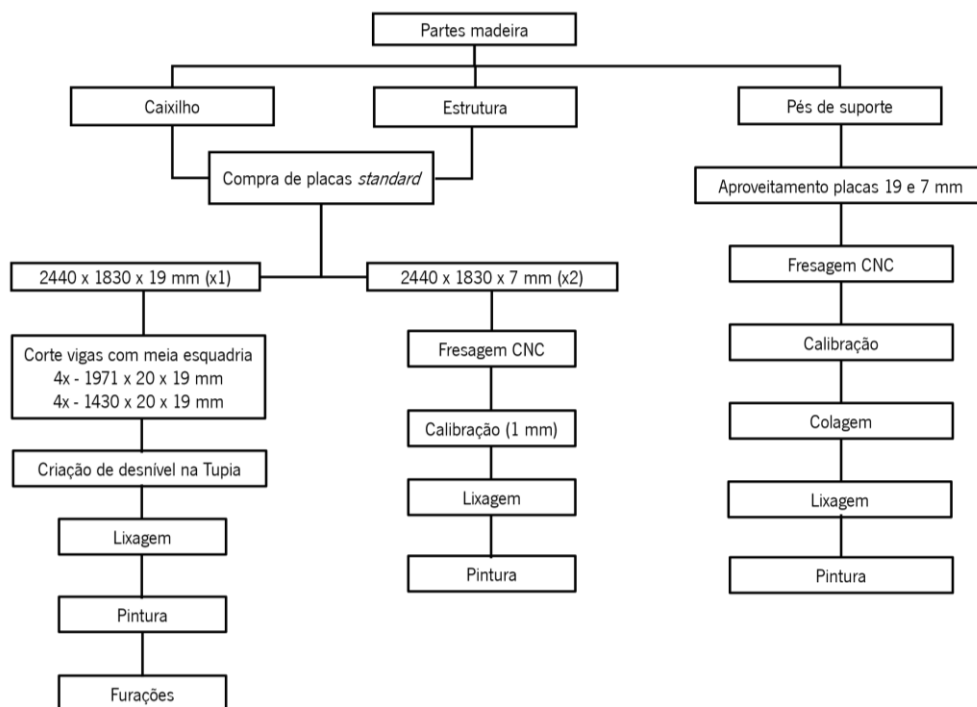 Partes madeira
Caixilho
Estrutura
Pés de suporte
Compra de placas standard
Aproveitamento placas 19 e 7 mm
2440 x 1830 x 19 mm (x1)
2440 x 1830 x 7 mm (x2)
Fresagem CNC
Corte vigas com meia esquadria
4x - 1971 x 20 x 19 mm
4x - 1430 x 20 x 19 mm
Fresagem CNC
Calibração
Calibração (1 mm)
Colagem
Criação de desnível na Tupia
Lixagem
Lixagem
Lixagem
Pintura
Pintura
Pintura
Furações